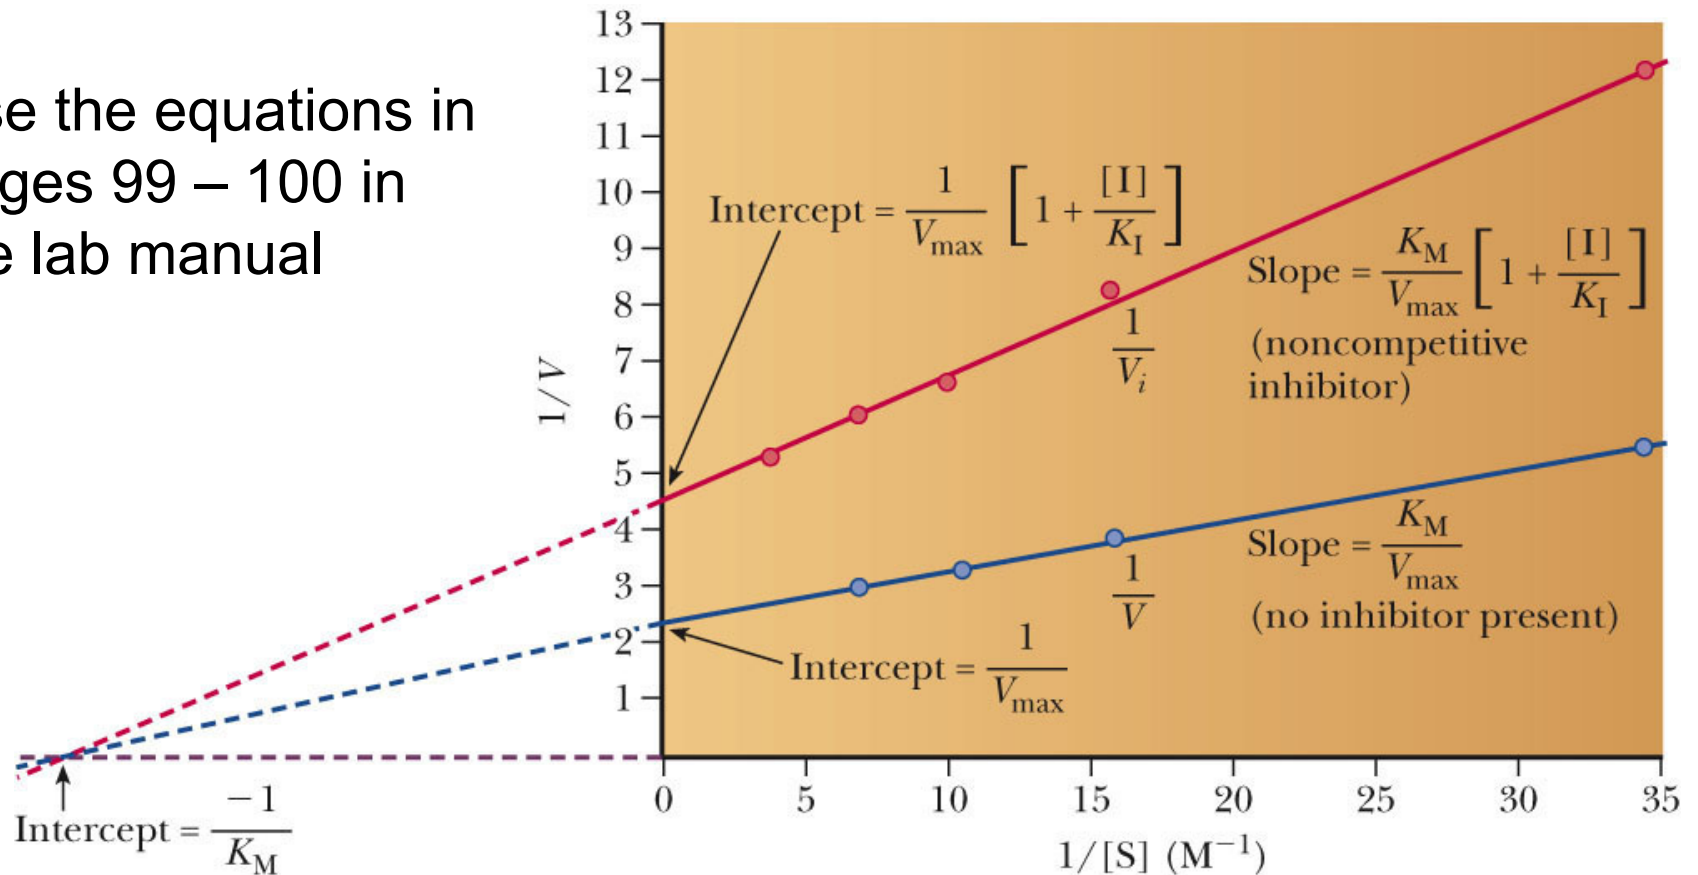 se the equations in
ges 99 – 100 in
e lab manual
13
12
11
10
9
8
7
6
5
4
3
2
1
1/V
Intercept = 1/Vmax [1 + [I]/KI]
Slope = KM/Vmax [1 + [I]/KI]
(noncompetitive
inhibitor)
1/Vi
Slope = KM/Vmax
(no inhibitor present)
1/V
Intercept = 1/Vmax
0 5 10 15 20 25 30 35
1/[S] (M⁻¹)
Intercept = −1/KM